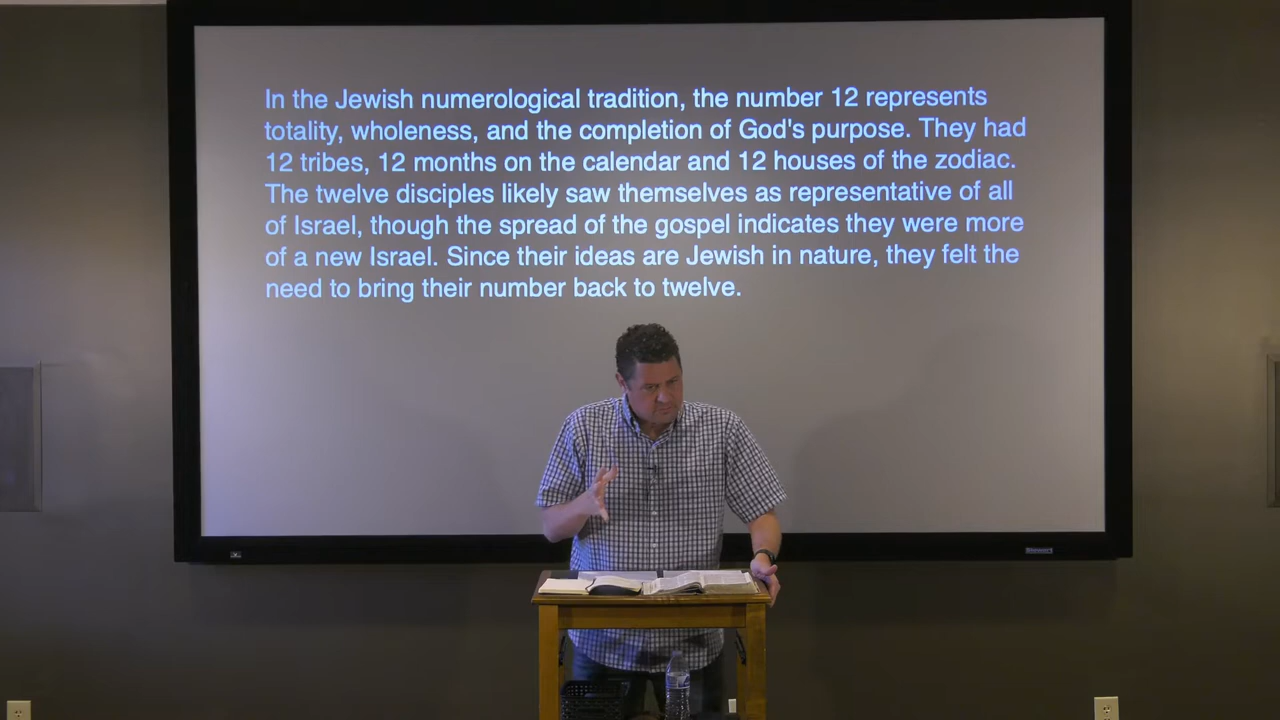 In the Jewish numerological tradition, the number 12 represents
totality, wholeness, and the completion of God's purpose. They had
12 tribes, 12 months on the calendar and 12 houses of the zodiac.
The twelve disciples likely saw themselves as representative of all
of Israel, though the spread of the gospel indicates they were more
of a new Israel. Since their ideas are Jewish in nature, they felt the
need to bring their number back to twelve.